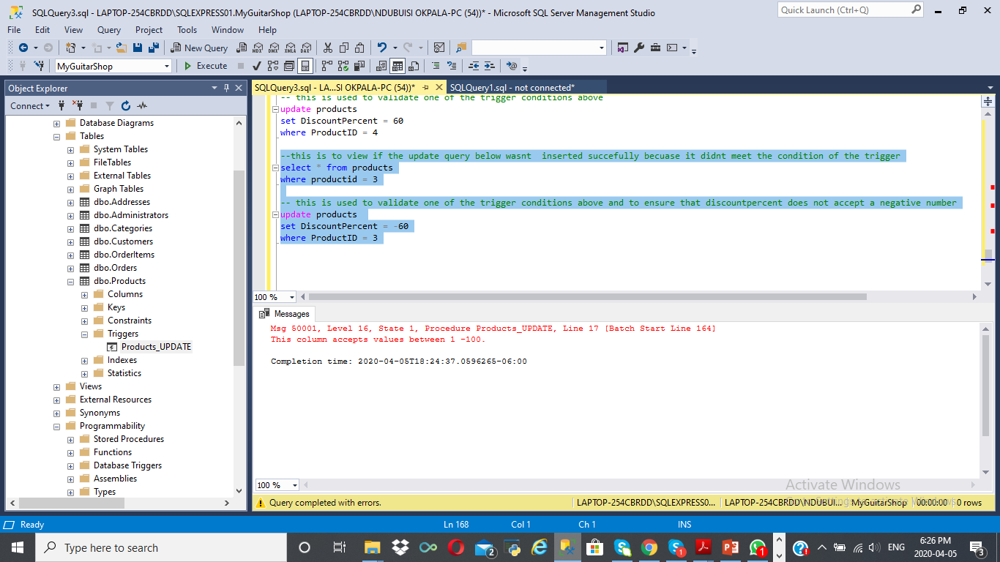 SQLQuery3.sql - LAPTOP-254CBRDD\SQLEXPRESS01.MyGuitarShop (LAPTOP-254CBRDD\NDUBUISI OKPALA-PC (54))* - Microsoft SQL Server Management Studio
Quick Launch (Ctrl+Q)
File Edit View Query Project Tools Window Help
New Query MDX DMX XMLA DAX
MyGuitarShop Execute
Object Explorer
SQLQuery3.sql - LA...SI OKPALA-PC (54))* SQLQuery1.sql - not connected*
Connect
Database Diagrams
Tables
System Tables
FileTables
External Tables
Graph Tables
dbo.Addresses
dbo.Administrators
dbo.Categories
dbo.Customers
dbo.OrderItems
dbo.Orders
dbo.Products
Columns
Keys
Constraints
Triggers
Products_UPDATE
Indexes
Statistics
Views
External Resources
Synonyms
Programmability
Stored Procedures
Functions
Database Triggers
Assemblies
Types
-- this is used to validate one of the trigger conditions above
update products
set DiscountPercent = 60
where ProductID = 4
--this is to view if the update query below wasnt  inserted succefully becuase it didnt meet the condition of the trigger
select * from products
where productid = 3
-- this is used to validate one of the trigger conditions above and to ensure that discountpercent does not accept a negative number
update products
set DiscountPercent = -60
where ProductID = 3
100 %
Messages
Msg 50001, Level 16, State 1, Procedure Products_UPDATE, Line 17 [Batch Start Line 164]
This column accepts values between 1 -100.
Completion time: 2020-04-05T18:24:37.0596265-06:00
Activate Windows
100 %
Query completed with errors. LAPTOP-254CBRDD\SQLEXPRESS0... LAPTOP-254CBRDD\NDUBUI... MyGuitarShop 00:00:00 0 rows
Ready Ln 168 Col 1 Ch 1 INS
Type here to search
2 1 1 ENG 6:26 PM
2020-04-05 3